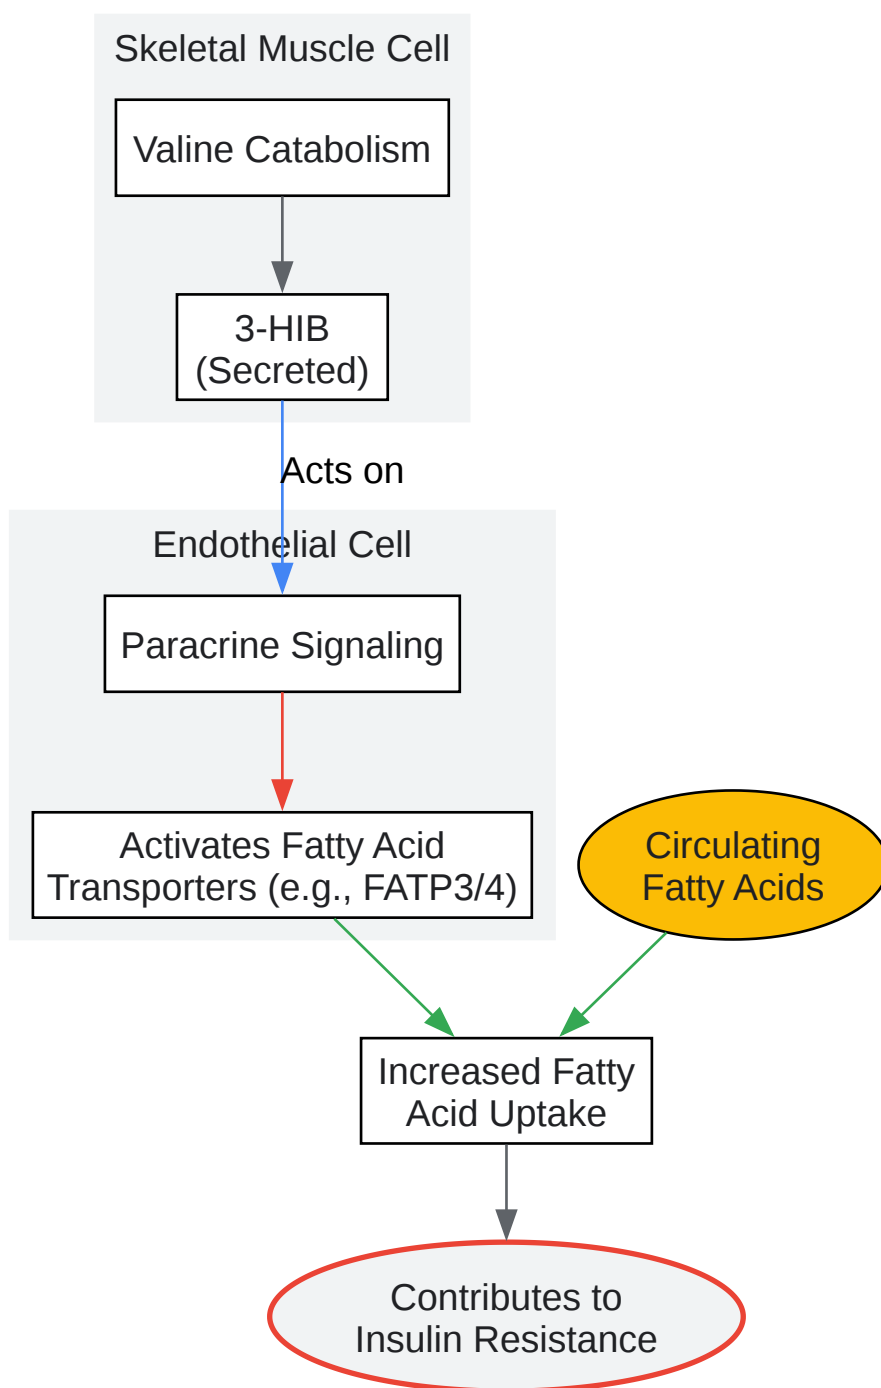 Skeletal Muscle Cell
Valine Catabolism
3-HIB
(Secreted)
Acts on
Endothelial Cell
Paracrine Signaling
Activates Fatty Acid
Transporters (e.g., FATP3/4)
Circulating
Fatty Acids
Increased Fatty
Acid Uptake
Contributes to
Insulin Resistance